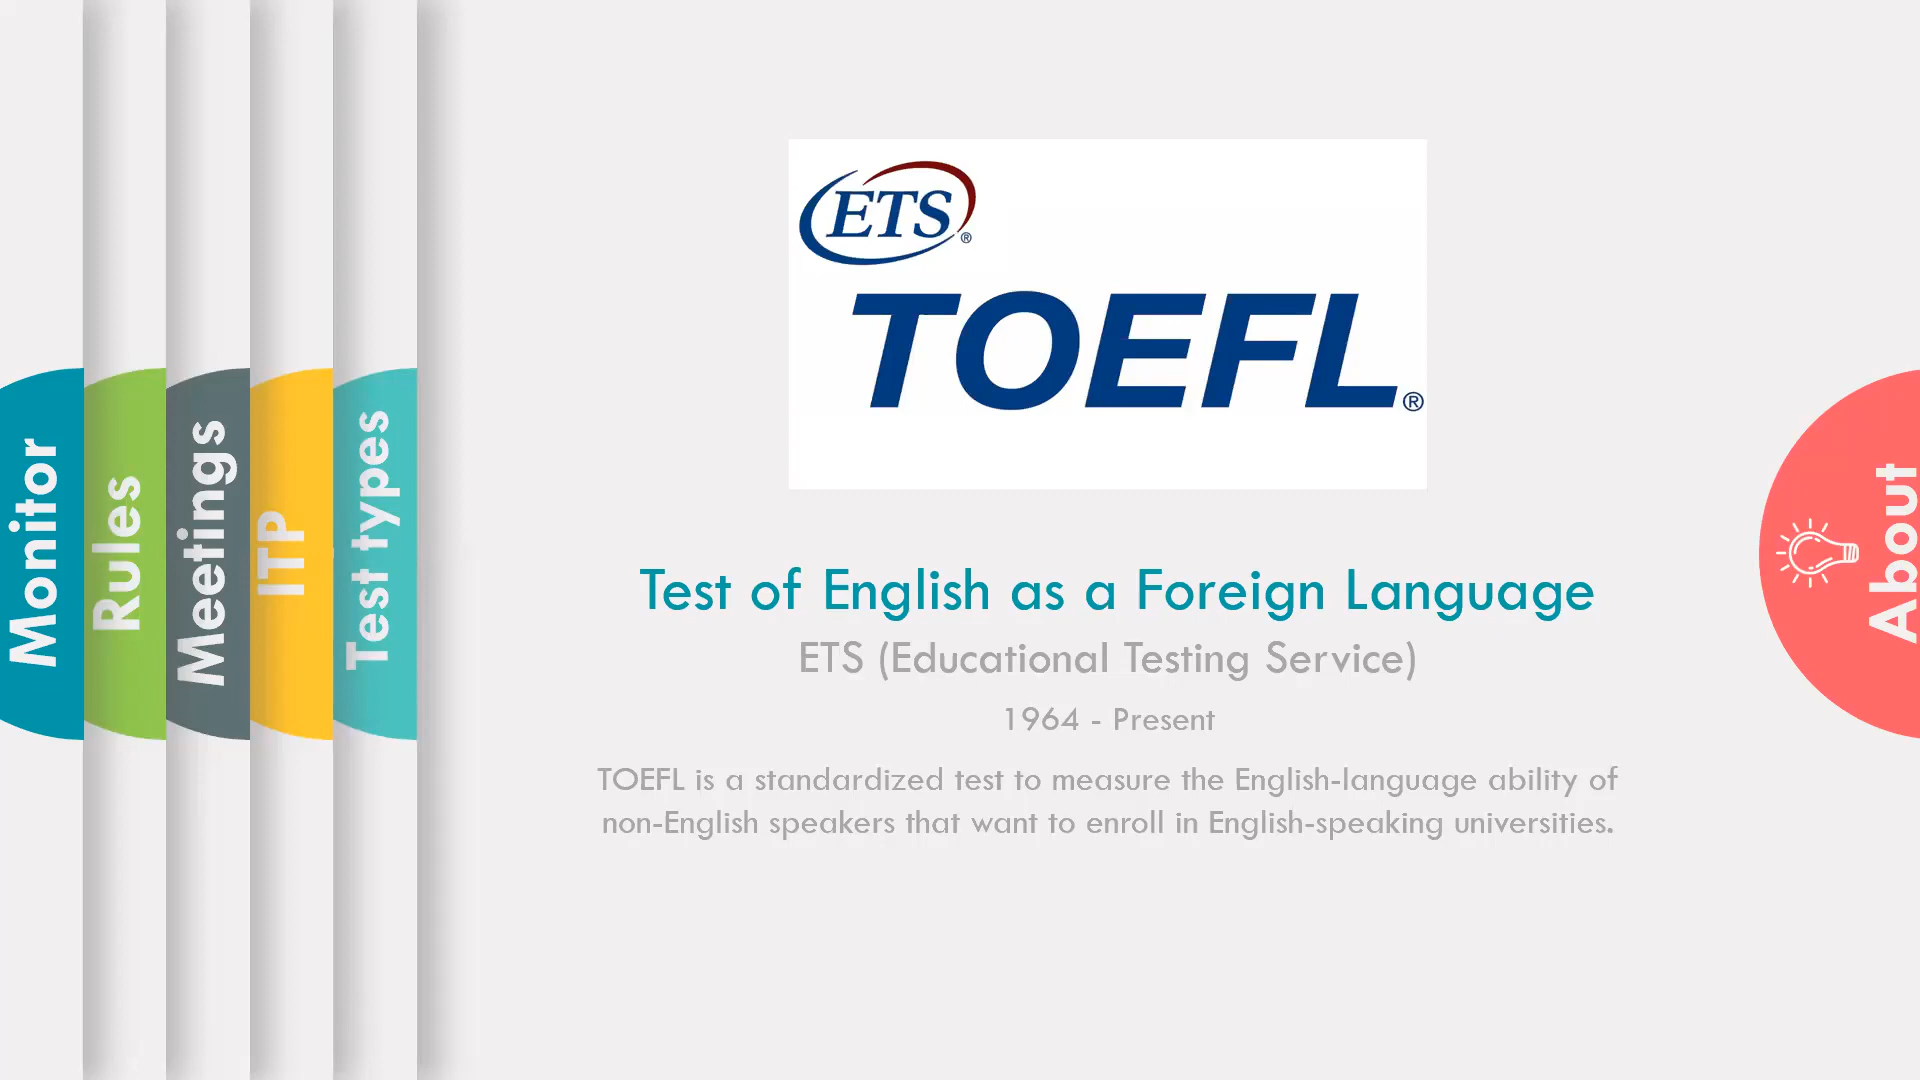 Monitor
Rules
Meetings
ITP
Test types
ETS®
TOEFL®
Test of English as a Foreign Language
ETS (Educational Testing Service)
1964 - Present
TOEFL is a standardized test to measure the English-language ability of
non-English speakers that want to enroll in English-speaking universities.
About